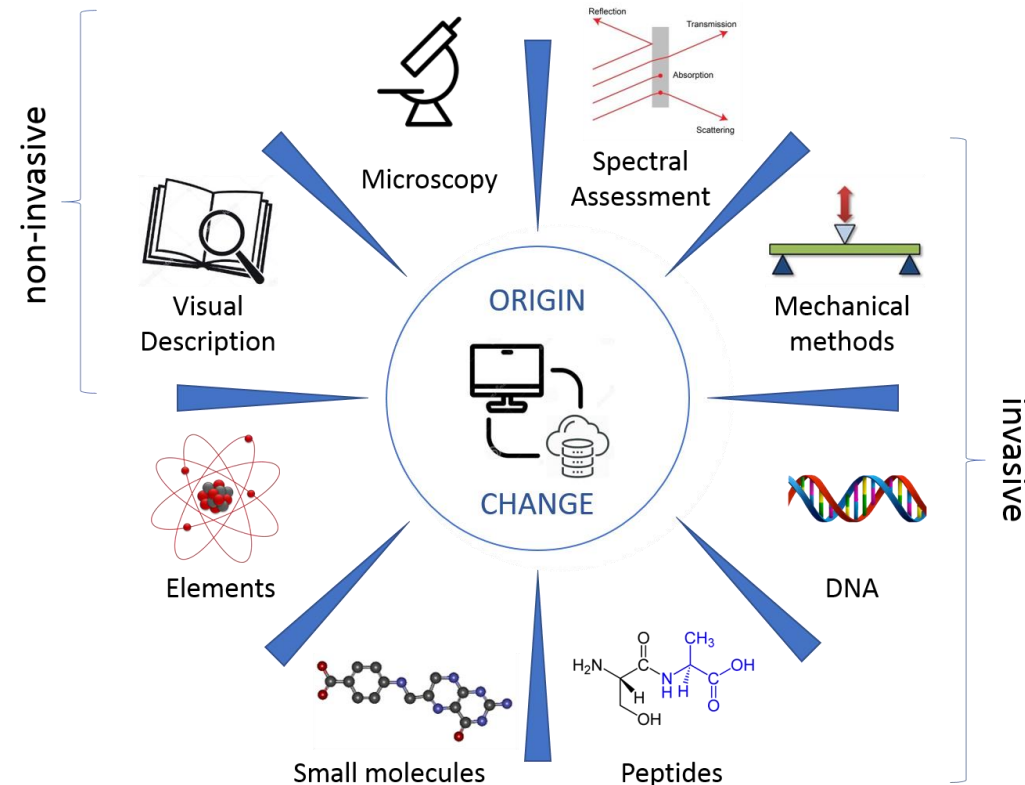 Reflection
Transmission
Absorption
Scattering
non-invasive
Microscopy
Spectral
Assessment
Visual
Description
ORIGIN
Mechanical
methods
CHANGE
invasive
Elements
DNA
Small molecules
H₂N
O
OH
N
H
H
H
CH₃
O
OH
Peptides